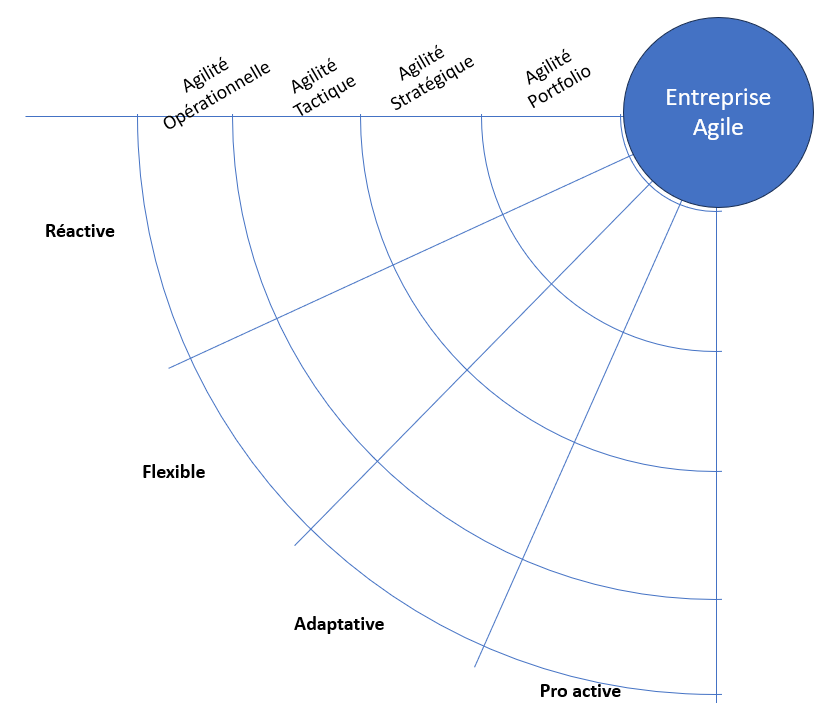 Agilité
Opérationnelle
Agilité
Tactique
Agilité
Stratégique
Agilité
Portfolio
Entreprise
Agile
Réactive
Flexible
Adaptative
Pro active